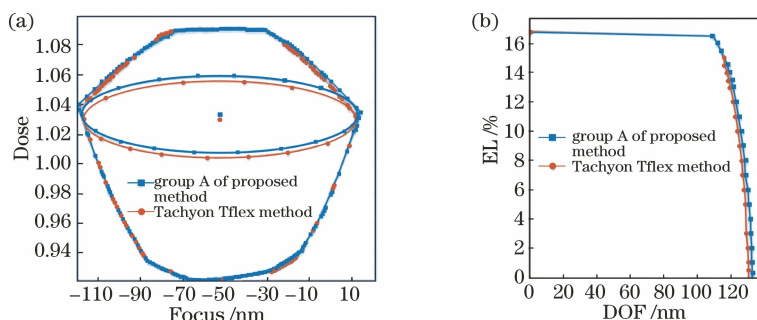 (a)
1.08
1.06
1.04
1.02
1.00
0.98
0.96
0.94
Dose
group A of proposed
method
Tachyon Tflex method
−110 −90 −70 −50 −30 −10 10
Focus /nm
(b)
16
14
12
10
8
6
4
2
0
EL /%
group A of proposed
method
Tachyon Tflex method
0 20 40 60 80 100 120
DOF /nm